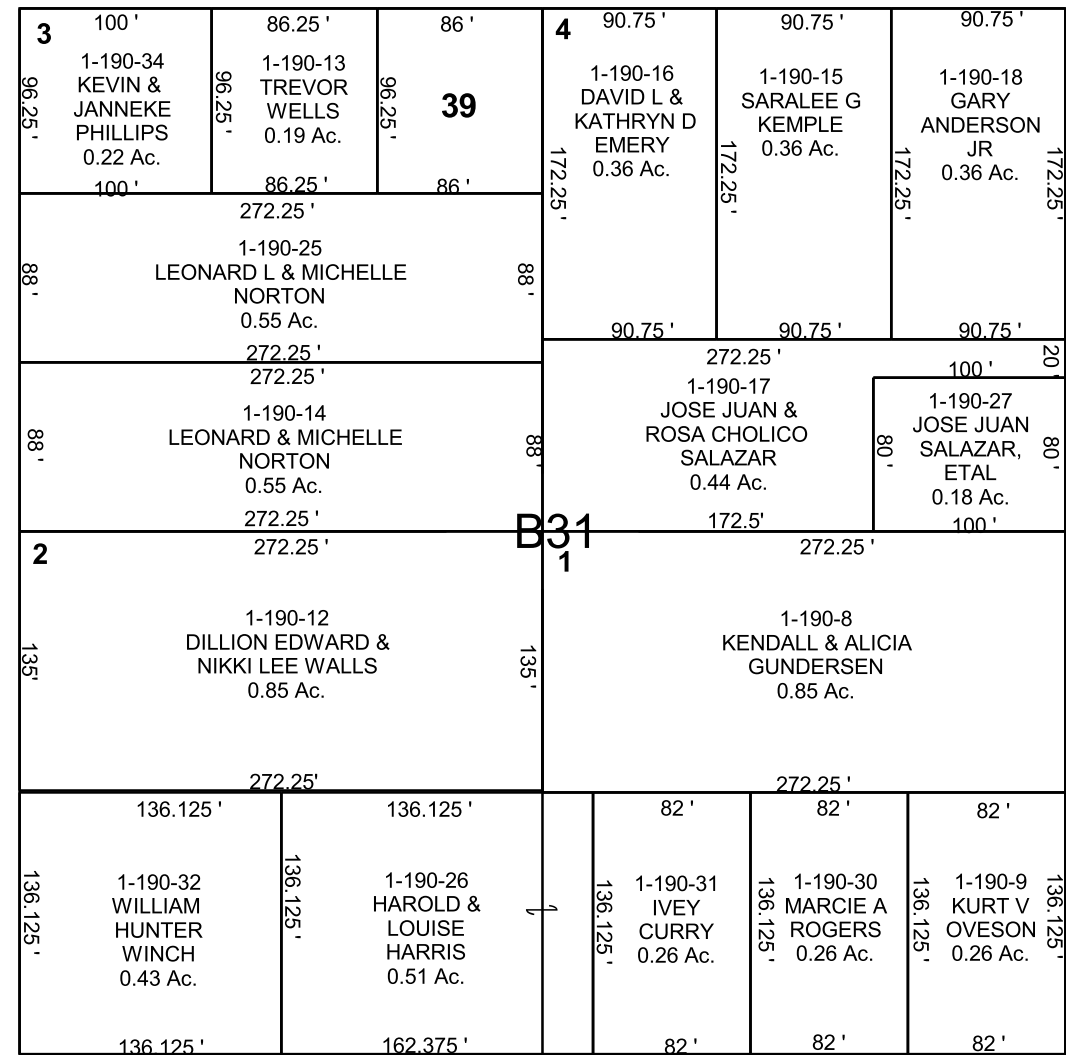 3
100 '
96.25 '
1-190-34
KEVIN &
JANNEKE
PHILLIPS
0.22 Ac.
100 '
86.25 '
96.25 '
1-190-13
TREVOR
WELLS
0.19 Ac.
86.25 '
86 '
96.25 '
39
86 '
4
90.75 '
172.25 '
1-190-16
DAVID L &
KATHRYN D
EMERY
0.36 Ac.
90.75 '
90.75 '
172.25 '
1-190-15
SARALEE G
KEMPLE
0.36 Ac.
90.75 '
90.75 '
172.25 '
1-190-18
GARY
ANDERSON
JR
0.36 Ac.
172.25 '
90.75 '
272.25 '
88 '
1-190-25
LEONARD L & MICHELLE
NORTON
0.55 Ac.
88 '
272.25 '
272.25 '
88 '
1-190-14
LEONARD & MICHELLE
NORTON
0.55 Ac.
88 '
272.25 '
272.25 '
20 '
1-190-17
JOSE JUAN &
ROSA CHOLICO
SALAZAR
0.44 Ac.
172.5'
100 '
80 '
1-190-27
JOSE JUAN
SALAZAR,
ETAL
0.18 Ac.
80 '
100 '
B31
2
272.25 '
135'
1-190-12
DILLION EDWARD &
NIKKI LEE WALLS
0.85 Ac.
135 '
272.25'
1
272.25 '
1-190-8
KENDALL & ALICIA
GUNDERSEN
0.85 Ac.
272.25 '
136.125 '
136.125 '
1-190-32
WILLIAM
HUNTER
WINCH
0.43 Ac.
136.125 '
136.125 '
136.125 '
1-190-26
HAROLD &
LOUISE
HARRIS
0.51 Ac.
162.375 '
82 '
136.125 '
1-190-31
IVEY
CURRY
0.26 Ac.
82 '
82 '
136.125 '
1-190-30
MARCIE A
ROGERS
0.26 Ac.
82 '
82 '
136.125 '
1-190-9
KURT V
OVESON
0.26 Ac.
136.125 '
82 '